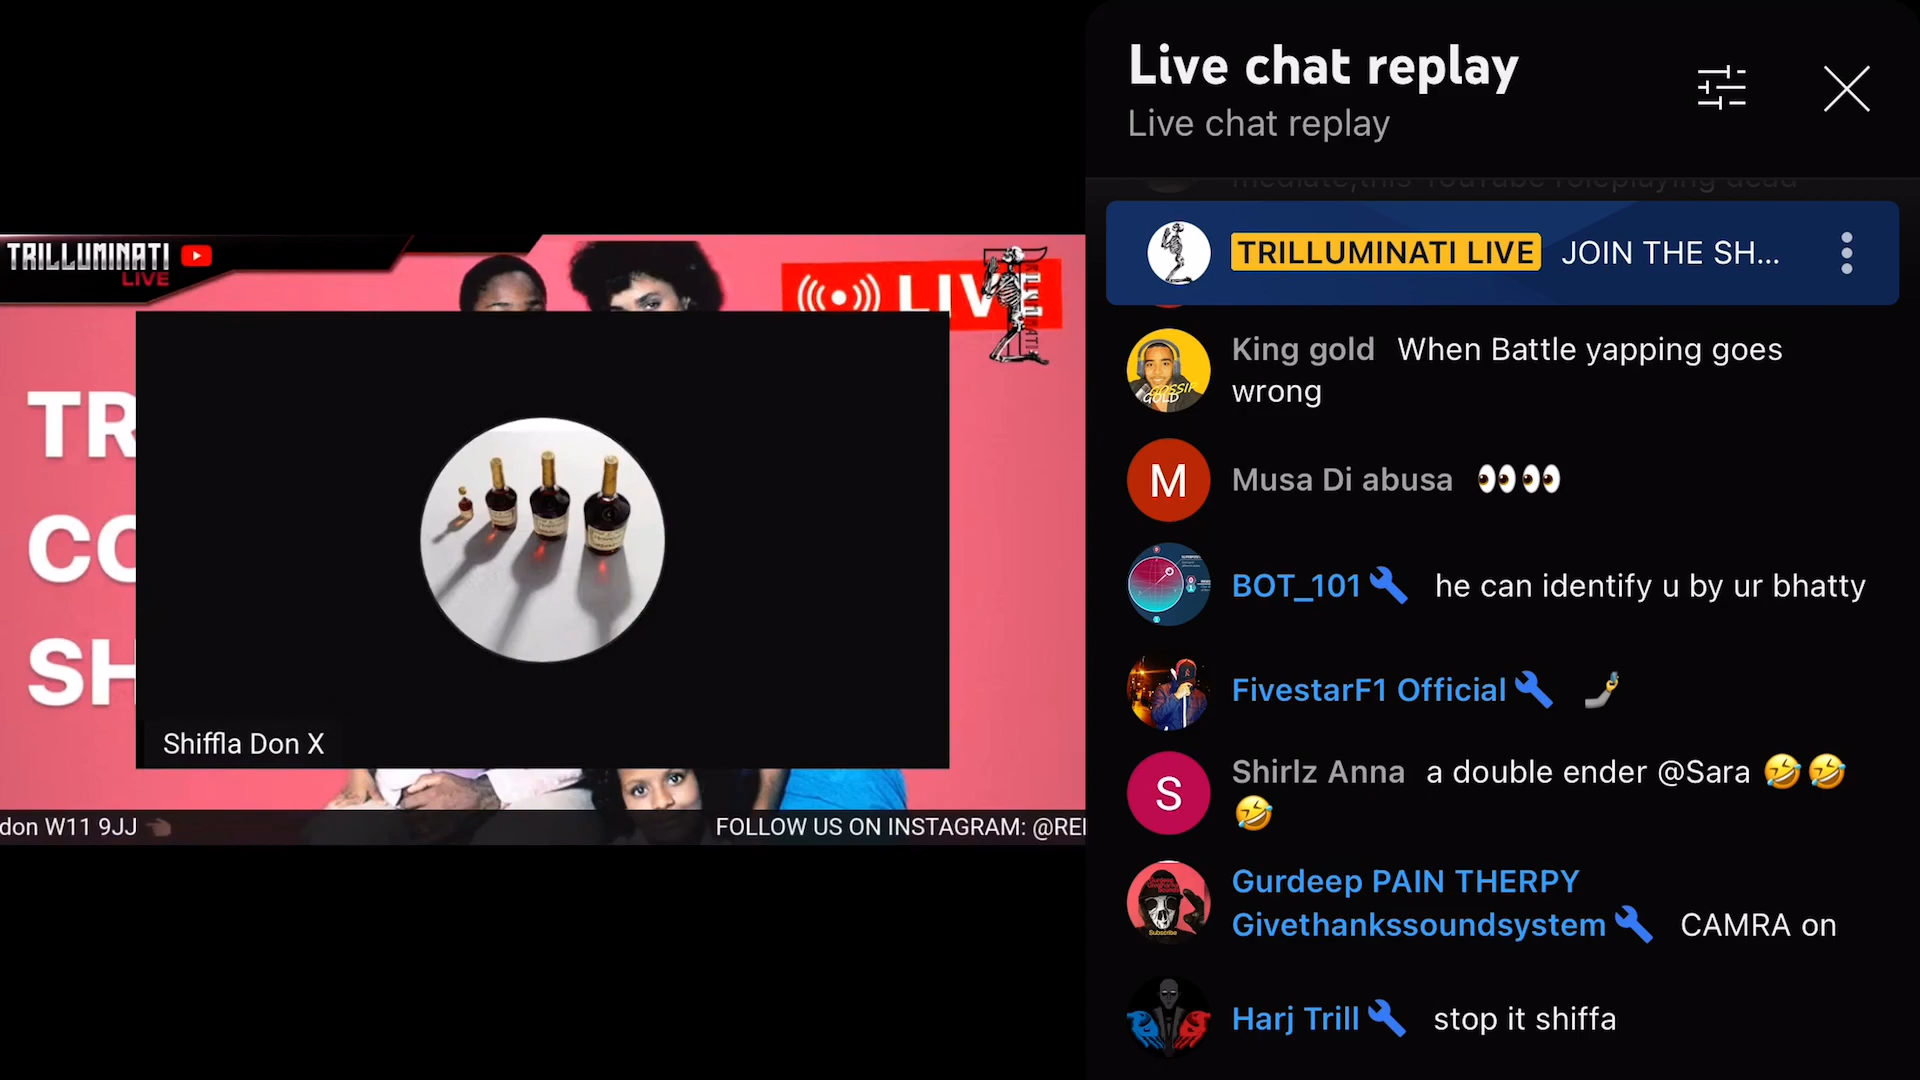 TRILLUMINATI
LIVE
LIVE
TR
CO
SH
Shiffla Don X
don W11 9JJ
FOLLOW US ON INSTAGRAM: @REI
Live chat replay
Live chat replay
TRILLUMINATI LIVE JOIN THE SH...
King gold When Battle yapping goes
wrong
GOSSIP
GOLD
M
Musa Di abusa 👀👀
BOT_101 he can identify u by ur bhatty
FivestarF1 Official 🤳
S
Shirlz Anna a double ender @Sara 🤣🤣
🤣
Gurdeep PAIN THERPY
Givethankssoundsystem CAMRA on
Subscribe
Harj Trill stop it shiffa